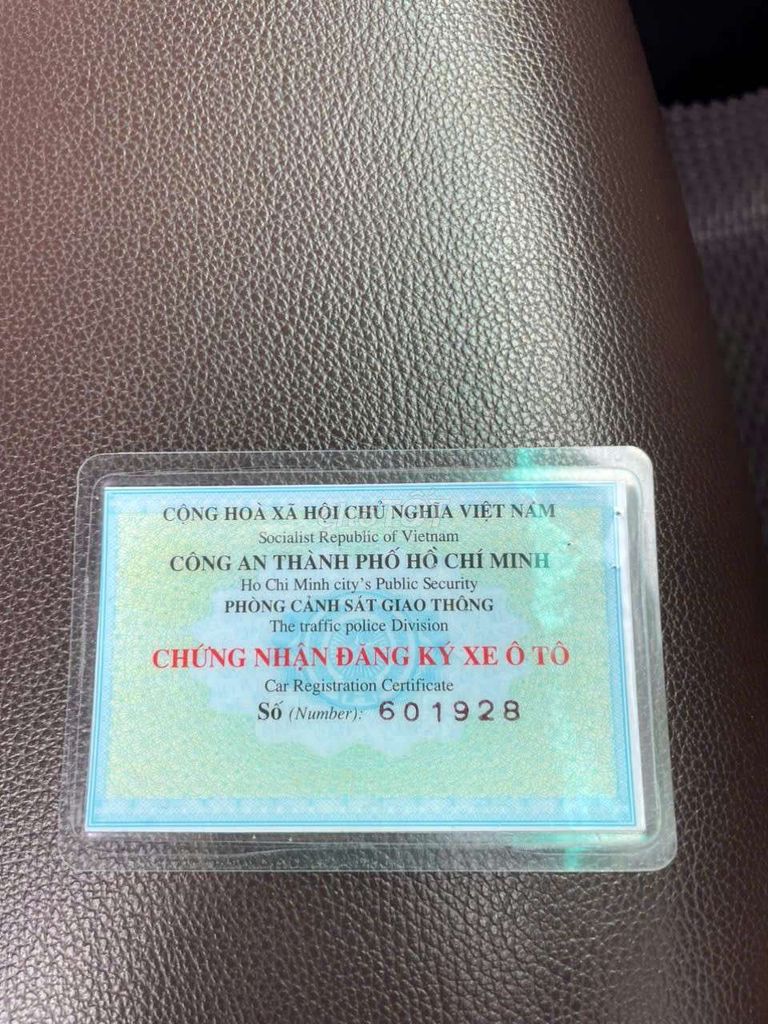 CỘNG HOÀ XÃ HỘI CHỦ NGHĨA VIỆT NAM
Socialist Republic of Vietnam
CÔNG AN THÀNH PHỐ HỒ CHÍ MINH
Ho Chi Minh city's Public Security
PHÒNG CẢNH SÁT GIAO THÔNG
The traffic police Division
CHỨNG NHẬN ĐĂNG KÝ XE Ô TÔ
Car Registration Certificate
Số (Number): 601928